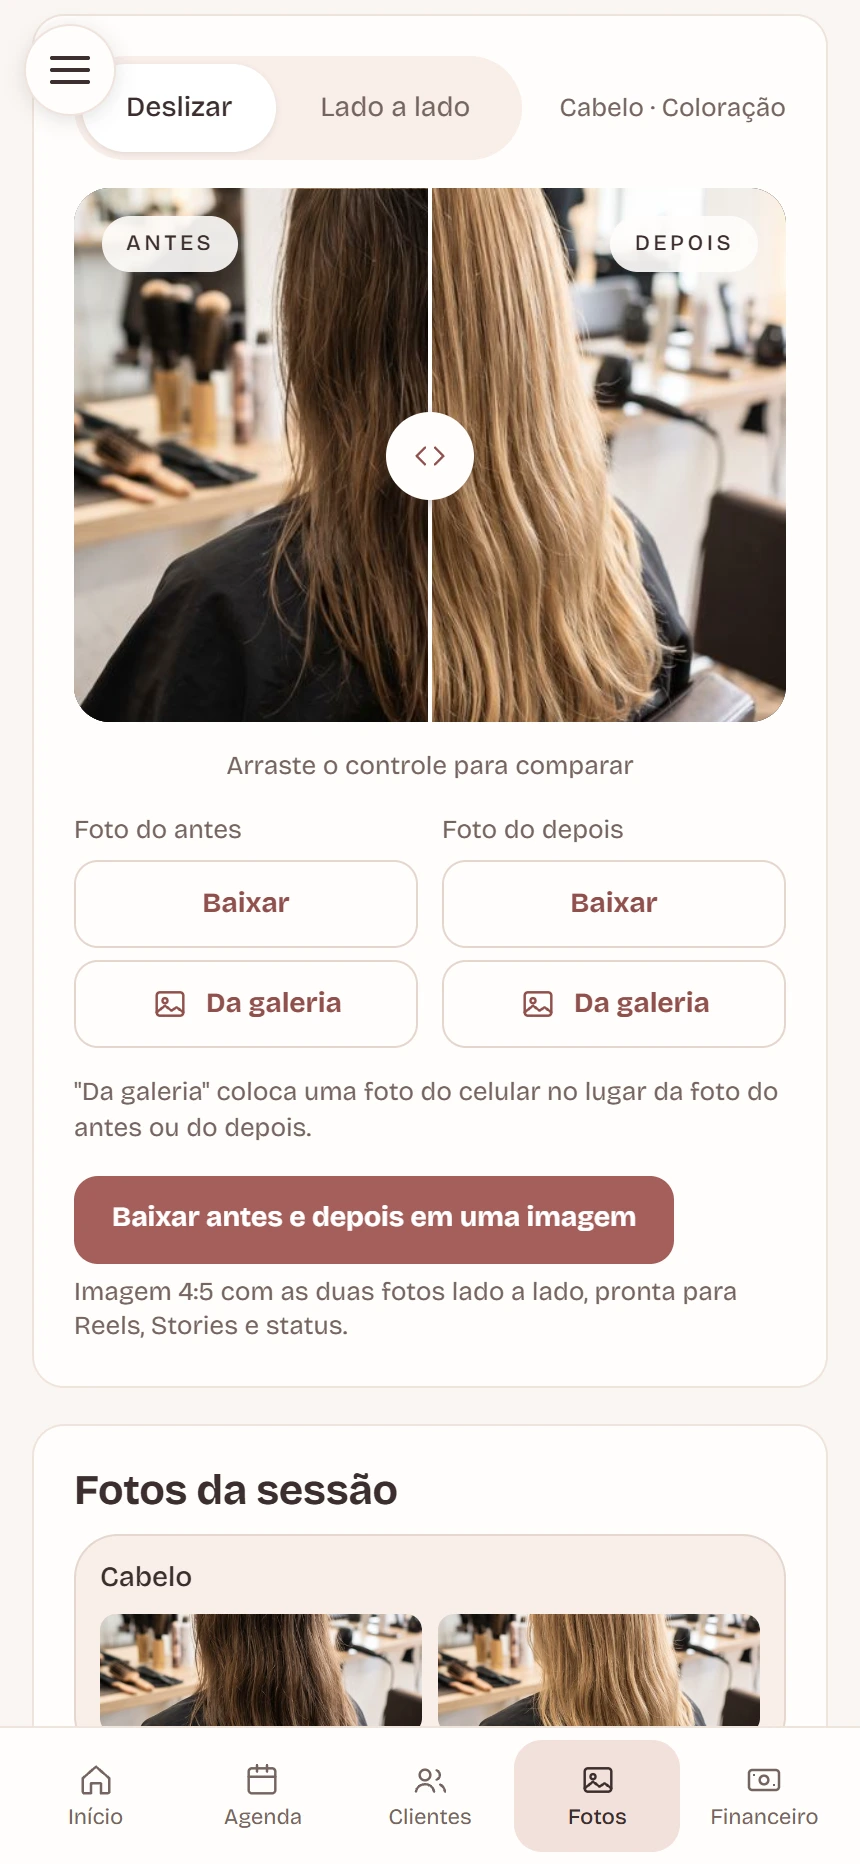 Deslizar
Lado a lado
Cabelo · Coloração
ANTES
DEPOIS
Arraste o controle para comparar
Foto do antes
Foto do depois
Baixar
Baixar
Da galeria
Da galeria
"Da galeria" coloca uma foto do celular no lugar da foto do
antes ou do depois.
Baixar antes e depois em uma imagem
Imagem 4:5 com as duas fotos lado a lado, pronta para
Reels, Stories e status.
Fotos da sessão
Cabelo
Início
Agenda
Clientes
Fotos
Financeiro